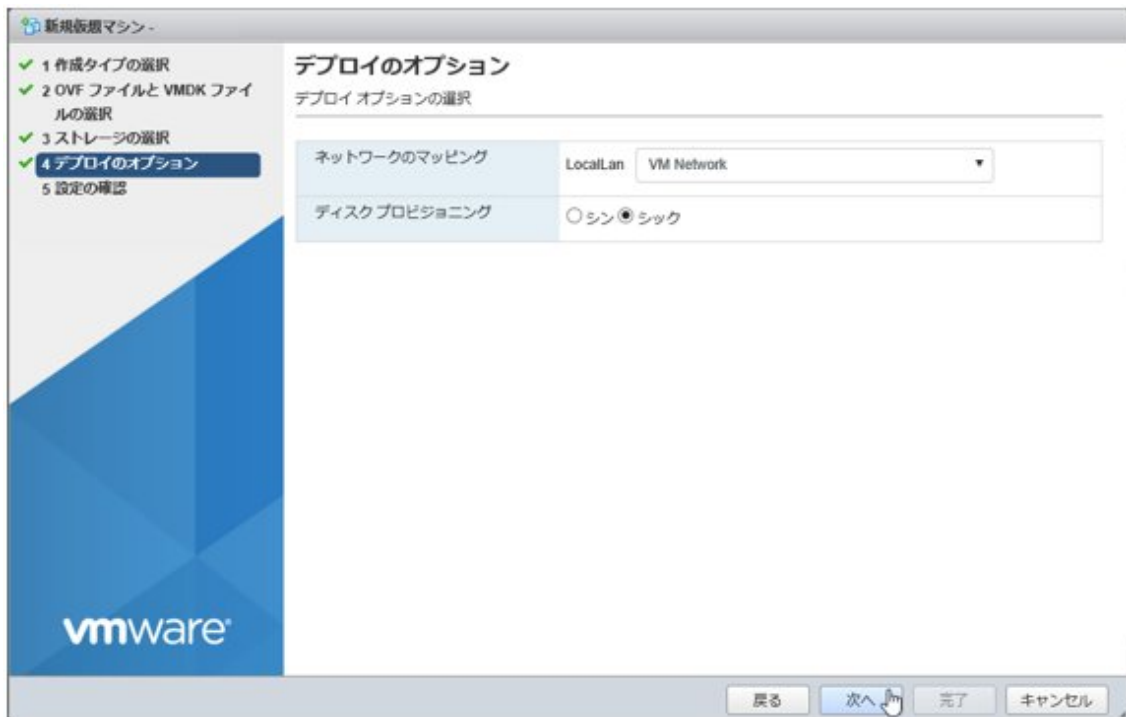 新規仮想マシン -
1 作成タイプの選択
2 OVF ファイルと VMDK ファイ
ルの選択
3 ストレージの選択
4 デプロイのオプション
5 設定の確認
デプロイのオプション
デプロイ オプションの選択
ネットワークのマッピング
LocalLan VM Network
ディスク プロビジョニング
シン シック
vmware
戻る 次へ 完了 キャンセル